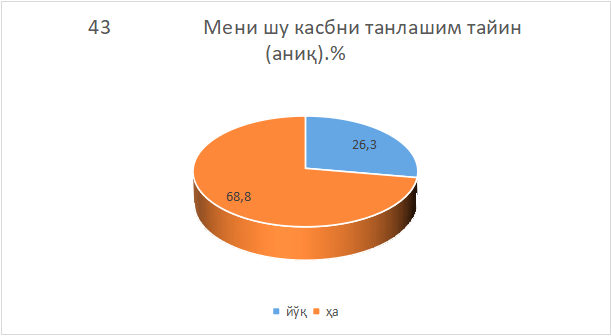 43 Мени шу касбни танлашим тайин
(аниқ).%
26,3
68,8
йўқ ҳа